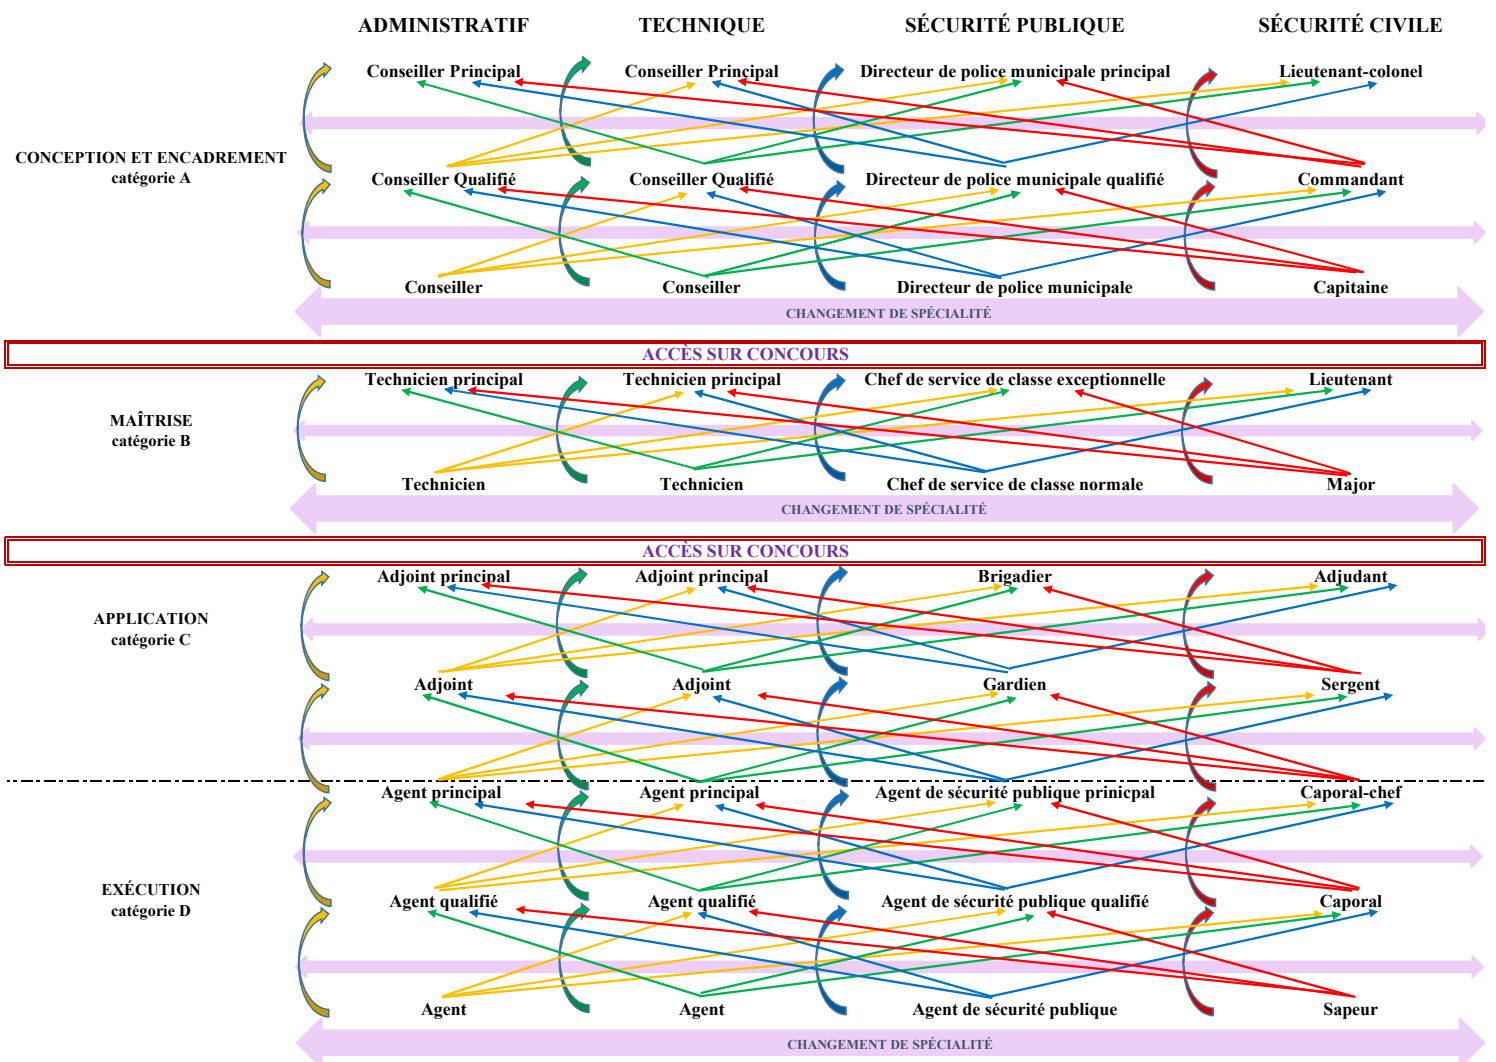 ADMINISTRATIF TECHNIQUE SÉCURITÉ PUBLIQUE SÉCURITÉ CIVILE
Conseiller Principal Conseiller Principal Directeur de police municipale principal Lieutenant-colonel
CONCEPTION ET ENCADREMENT
catégorie A
Conseiller Qualifié Conseiller Qualifié Directeur de police municipale qualifié Commandant
Conseiller Conseiller Directeur de police municipale Capitaine
CHANGEMENT DE SPÉCIALITÉ
ACCÈS SUR CONCOURS
Technicien principal Technicien principal Chef de service de classe exceptionnelle Lieutenant
MAÎTRISE
catégorie B
Technicien Technicien Chef de service de classe normale Major
CHANGEMENT DE SPÉCIALITÉ
ACCÈS SUR CONCOURS
Adjoint principal Adjoint principal Brigadier Adjudant
APPLICATION
catégorie C
Adjoint Adjoint Gardien Sergent
Agent principal Agent principal Agent de sécurité publique prinicpal Caporal-chef
EXÉCUTION
catégorie D
Agent qualifié Agent qualifié Agent de sécurité publique qualifié Caporal
Agent Agent Agent de sécurité publique Sapeur
CHANGEMENT DE SPÉCIALITÉ